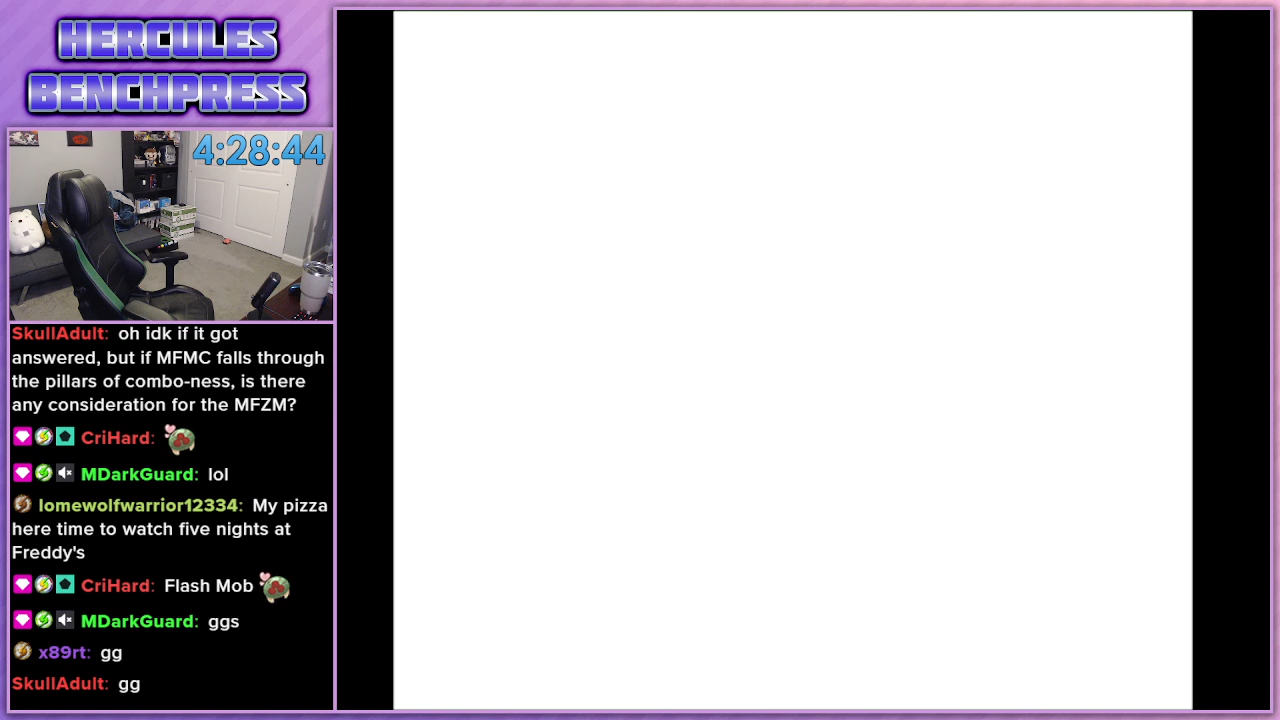 HERCULES
BENCHPRESS
4:28:44
SkullAdult: oh idk if it got
answered, but if MFMC falls through
the pillars of combo-ness, is there
any consideration for the MFZM?
CriHard:
MDarkGuard: lol
lomewolfwarrior12334: My pizza
here time to watch five nights at
Freddy's
CriHard: Flash Mob
MDarkGuard: ggs
x89rt: gg
SkullAdult: gg